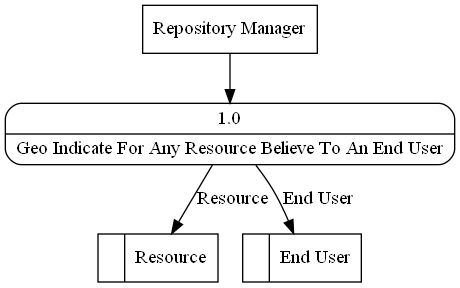 Repository Manager
1.0
Geo Indicate For Any Resource Believe To An End User
Resource
End User
Resource
End User